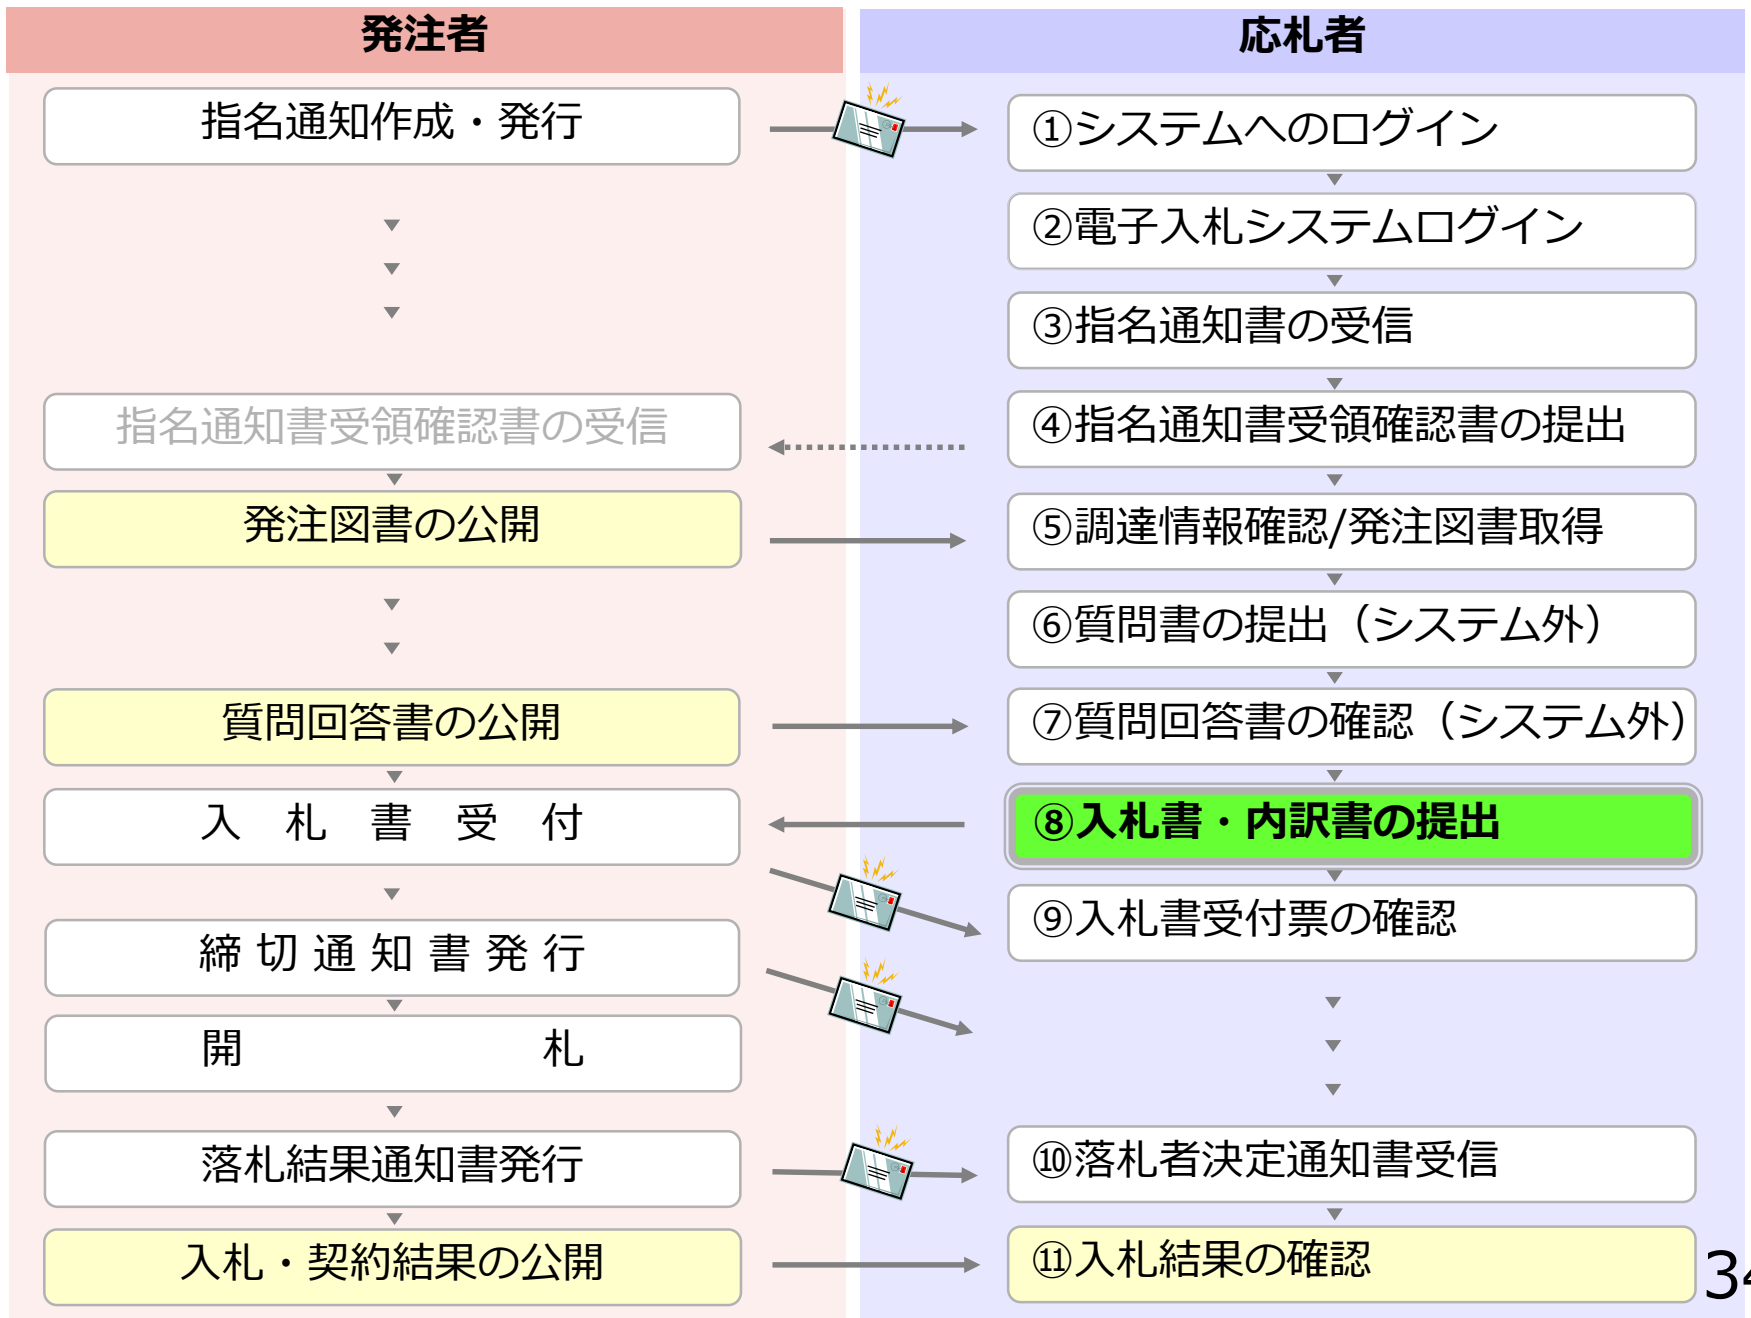 発注者
応札者
指名通知作成・発行
①システムへのログイン
②電子入札システムログイン
③指名通知書の受信
指名通知書受領確認書の受信
④指名通知書受領確認書の提出
発注図書の公開
⑤調達情報確認/発注図書取得
⑥質問書の提出（システム外）
質問回答書の公開
⑦質問回答書の確認（システム外）
入　札　書　受　付
⑧入札書・内訳書の提出
⑨入札書受付票の確認
締 切 通 知 書 発 行
開　　　　　　　札
落札結果通知書発行
⑩落札者決定通知書受信
入札・契約結果の公開
⑪入札結果の確認
34